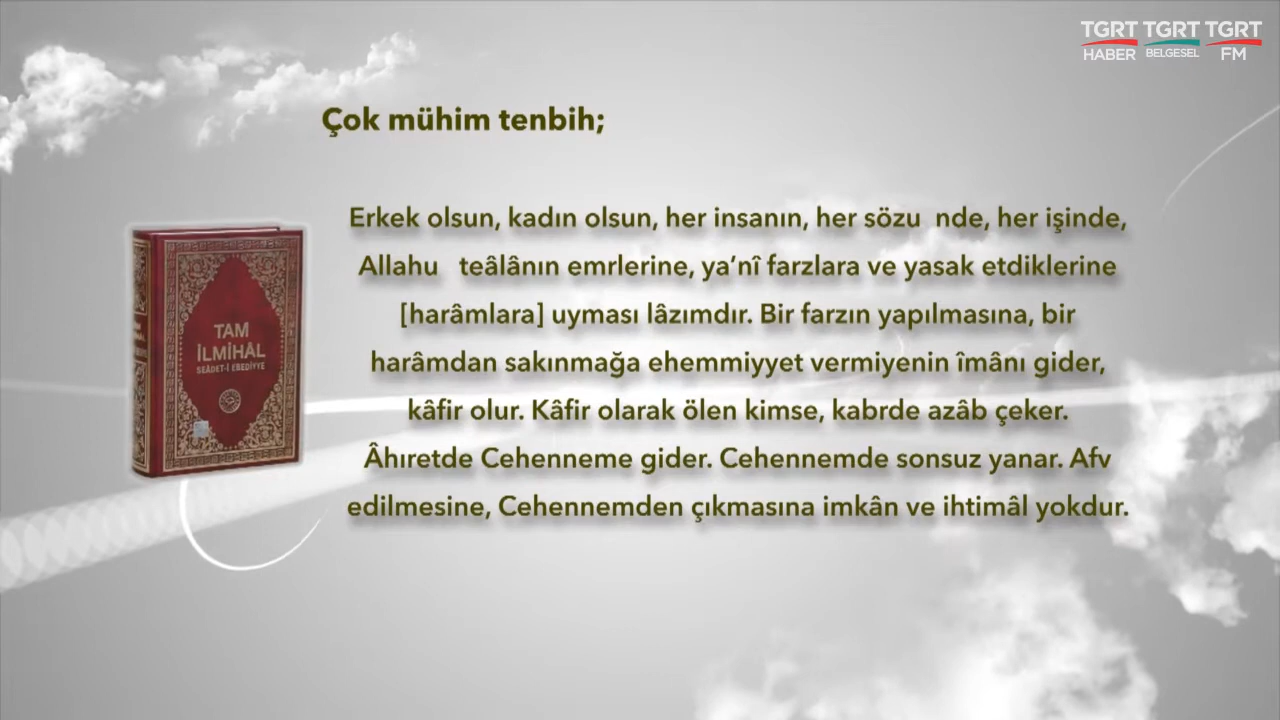 TGRT TGRT TGRT
HABER BELGESEL FM
Çok mühim tenbih;
Erkek olsun, kadın olsun, her insanın, her sözu nde, her işinde,
Allahu teâlânın emrlerine, ya’nî farzlara ve yasak etdiklerine
[harâmlara] uyması lâzımdır. Bir farzın yapılmasına, bir
harâmdan sakınmağa ehemmiyyet vermiyenin îmânı gider,
kâfir olur. Kâfir olarak ölen kimse, kabrde azâb çeker.
Âhıretde Cehenneme gider. Cehennemde sonsuz yanar. Afv
edilmesine, Cehennemden çıkmasına imkân ve ihtimâl yokdur.
TAM
İLMİHÂL
SEÂDET-İ EBEDİYYE